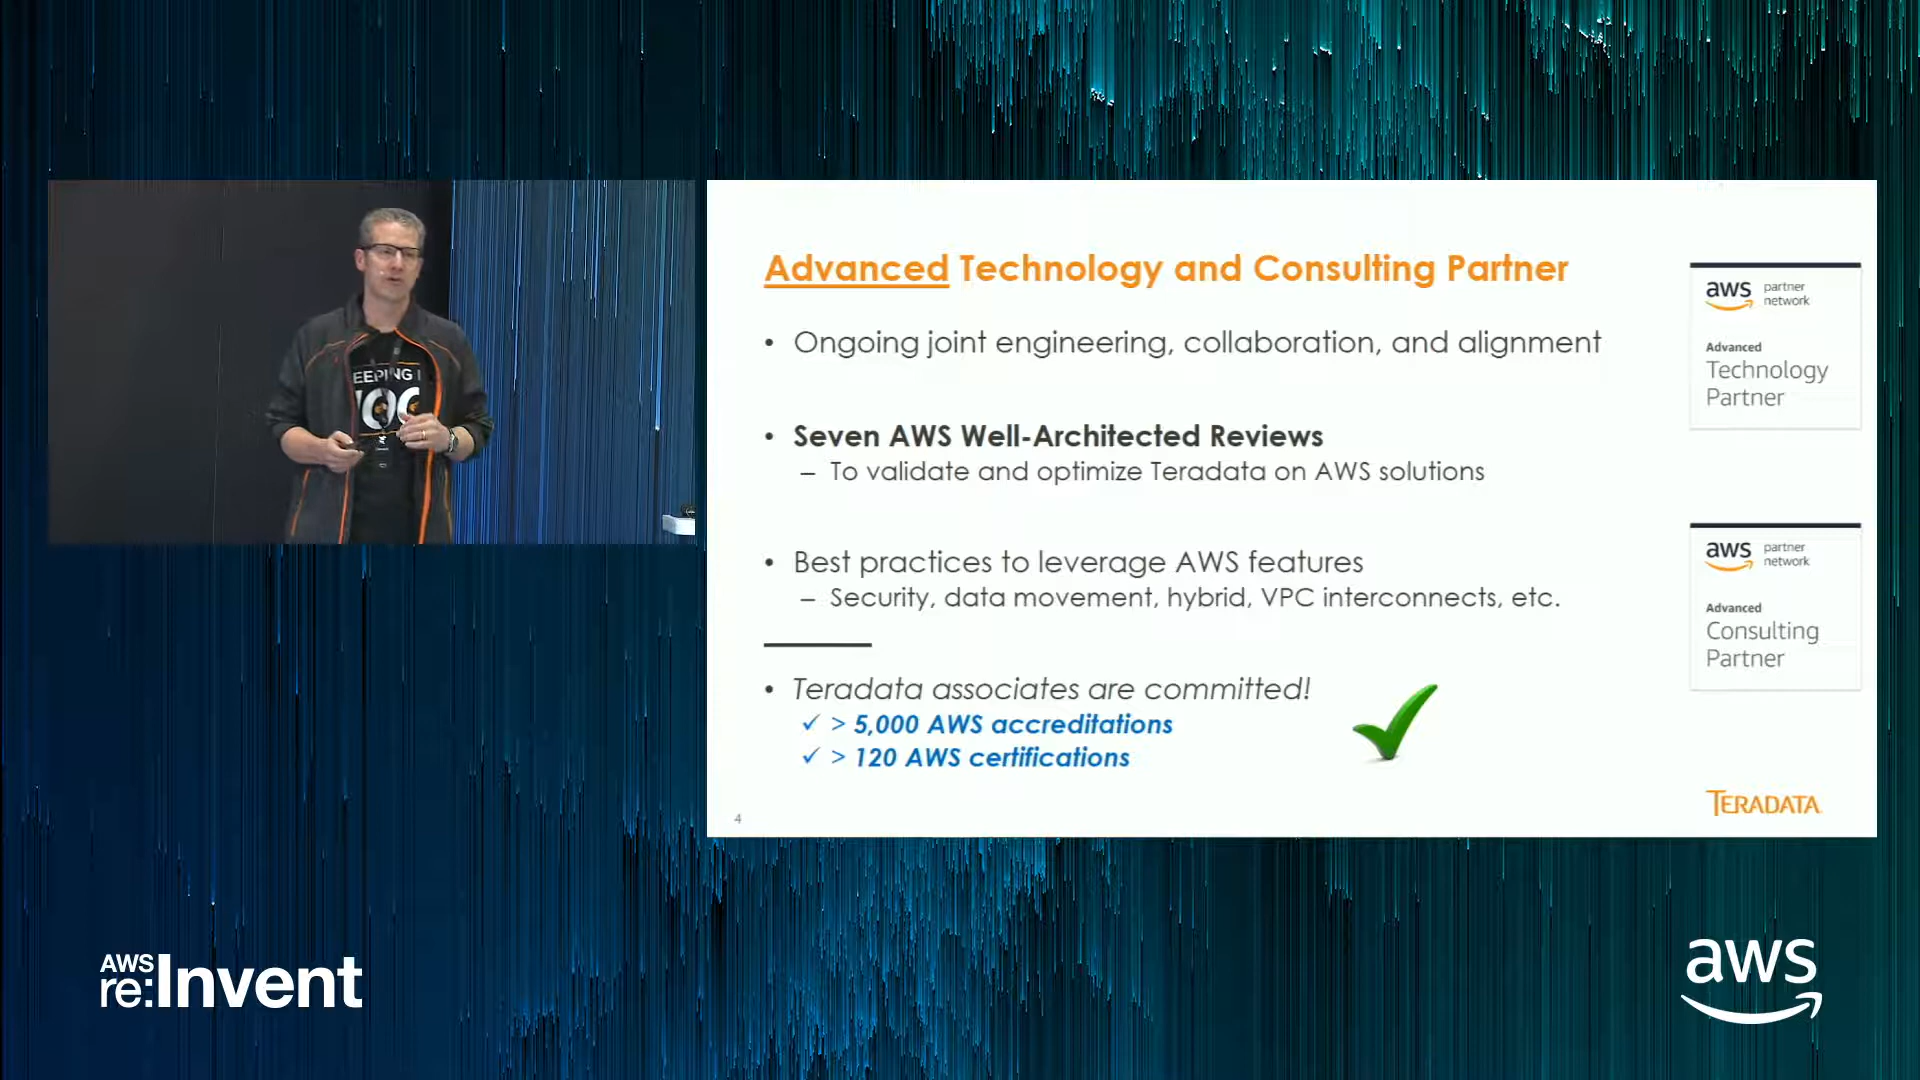 Advanced Technology and Consulting Partner
• Ongoing joint engineering, collaboration, and alignment
• Seven AWS Well-Architected Reviews
– To validate and optimize Teradata on AWS solutions
• Best practices to leverage AWS features
– Security, data movement, hybrid, VPC interconnects, etc.
• Teradata associates are committed!
✓ > 5,000 AWS accreditations
✓ > 120 AWS certifications
4
aws partner network
Advanced
Technology
Partner
aws partner network
Advanced
Consulting
Partner
TERADATA
EEPING
AWS
re:Invent
aws